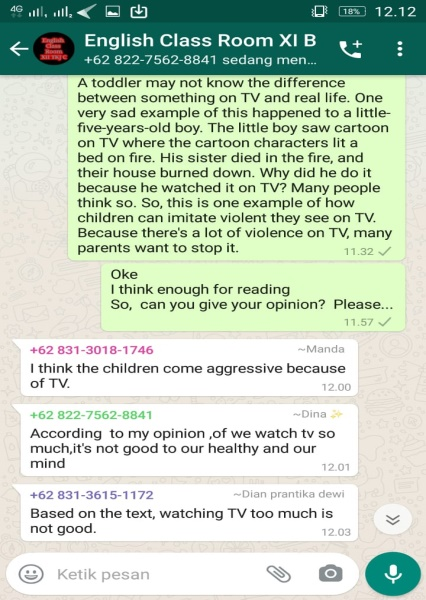 4G
18%
12.12
English Class Room XII TKJ C
English Class Room XI B
+62 822-7562-8841 sedang men...
A toddler may not know the difference
between something on TV and real life. One
very sad example of this happened to a little-
five-years-old boy. The little boy saw cartoon
on TV where the cartoon characters lit a
bed on fire. His sister died in the fire, and
their house burned down. Why did he do it
because he watched it on TV? Many people
think so. So, this is one example of how
children can imitate violent they see on TV.
Because there's a lot of violence on TV, many
parents want to stop it.
11.32
Oke
I think enough for reading
So,  can you give your opinion?  Please...
11.57
+62 831-3018-1746
~Manda
I think the children come aggressive because
of TV.
12.00
+62 822-7562-8841
~Dina ✨
According  to my opinion ,of we watch tv so
much,it's not good to our healthy and our
mind
12.01
+62 831-3615-1172
~Dian prantika dewi
Based on the text, watching TV too much is
not good.
12.03
Ketik pesan